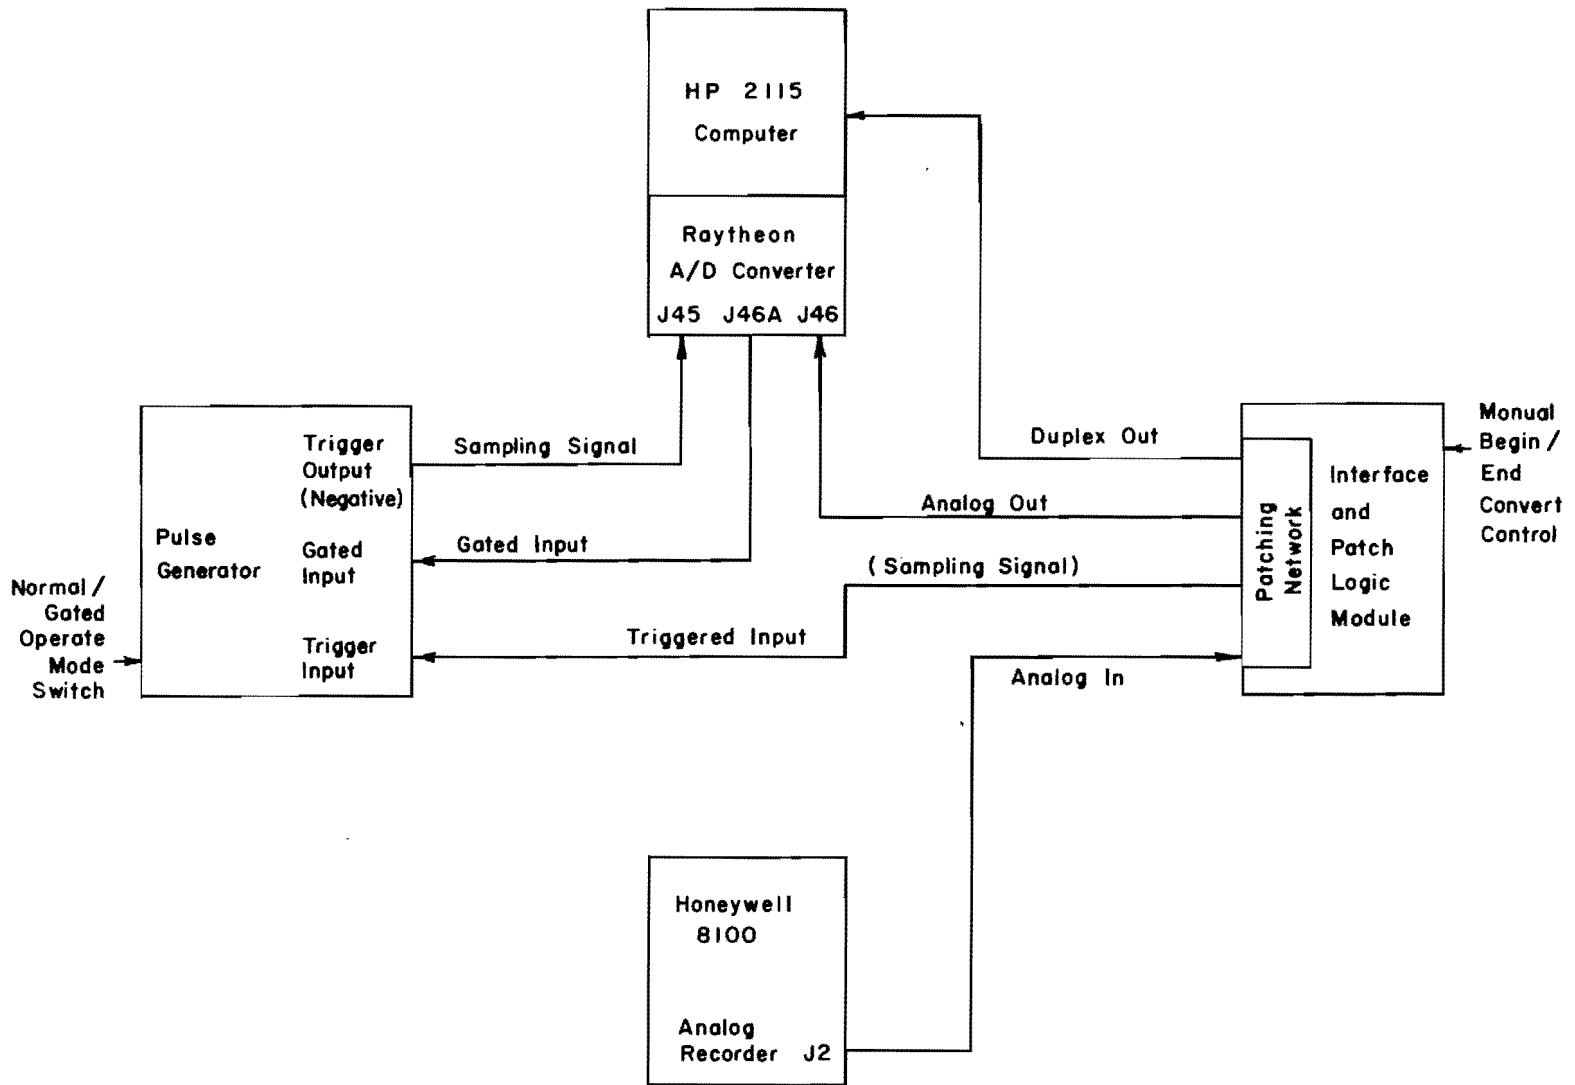 HP 2115
Computer
Raytheon
A/D Converter
J45 J46A J46
Trigger
Output
(Negative)
Pulse
Generator
Gated
Input
Trigger
Input
Normal /
Gated
Operate
Mode
Switch
Sampling Signal
Gated Input
Triggered Input
Duplex Out
Analog Out
(Sampling Signal)
Analog In
Patching
Network
Interface
and
Patch
Logic
Module
Monual
Begin /
End
Convert
Control
Honeywell
8100
Analog
Recorder J2